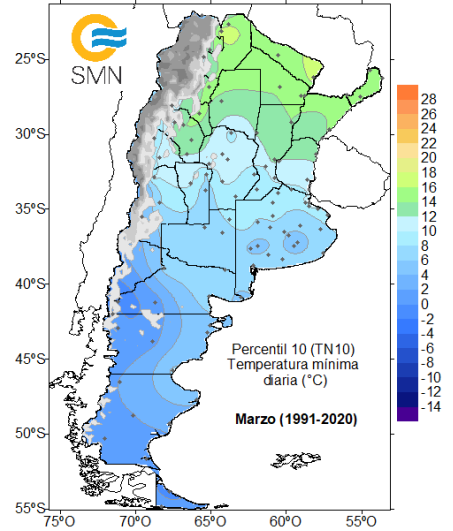 SMN
25°S
30°S
35°S
40°S
45°S
50°S
55°S
75°O
70°O
65°O
60°O
55°O
Percentil 10 (TN10)
Temperatura mínima
diaria (°C)
Marzo (1991-2020)
28
26
24
22
20
18
16
14
12
10
8
6
4
2
0
-2
-4
-6
-8
-10
-12
-14